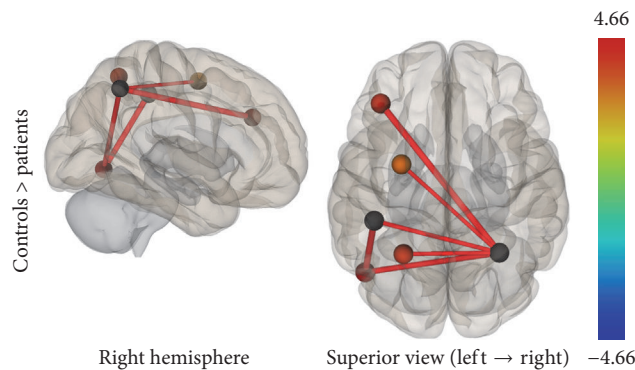 4.66
Controls > patients
Right hemisphere
Superior view (left → right)
−4.66